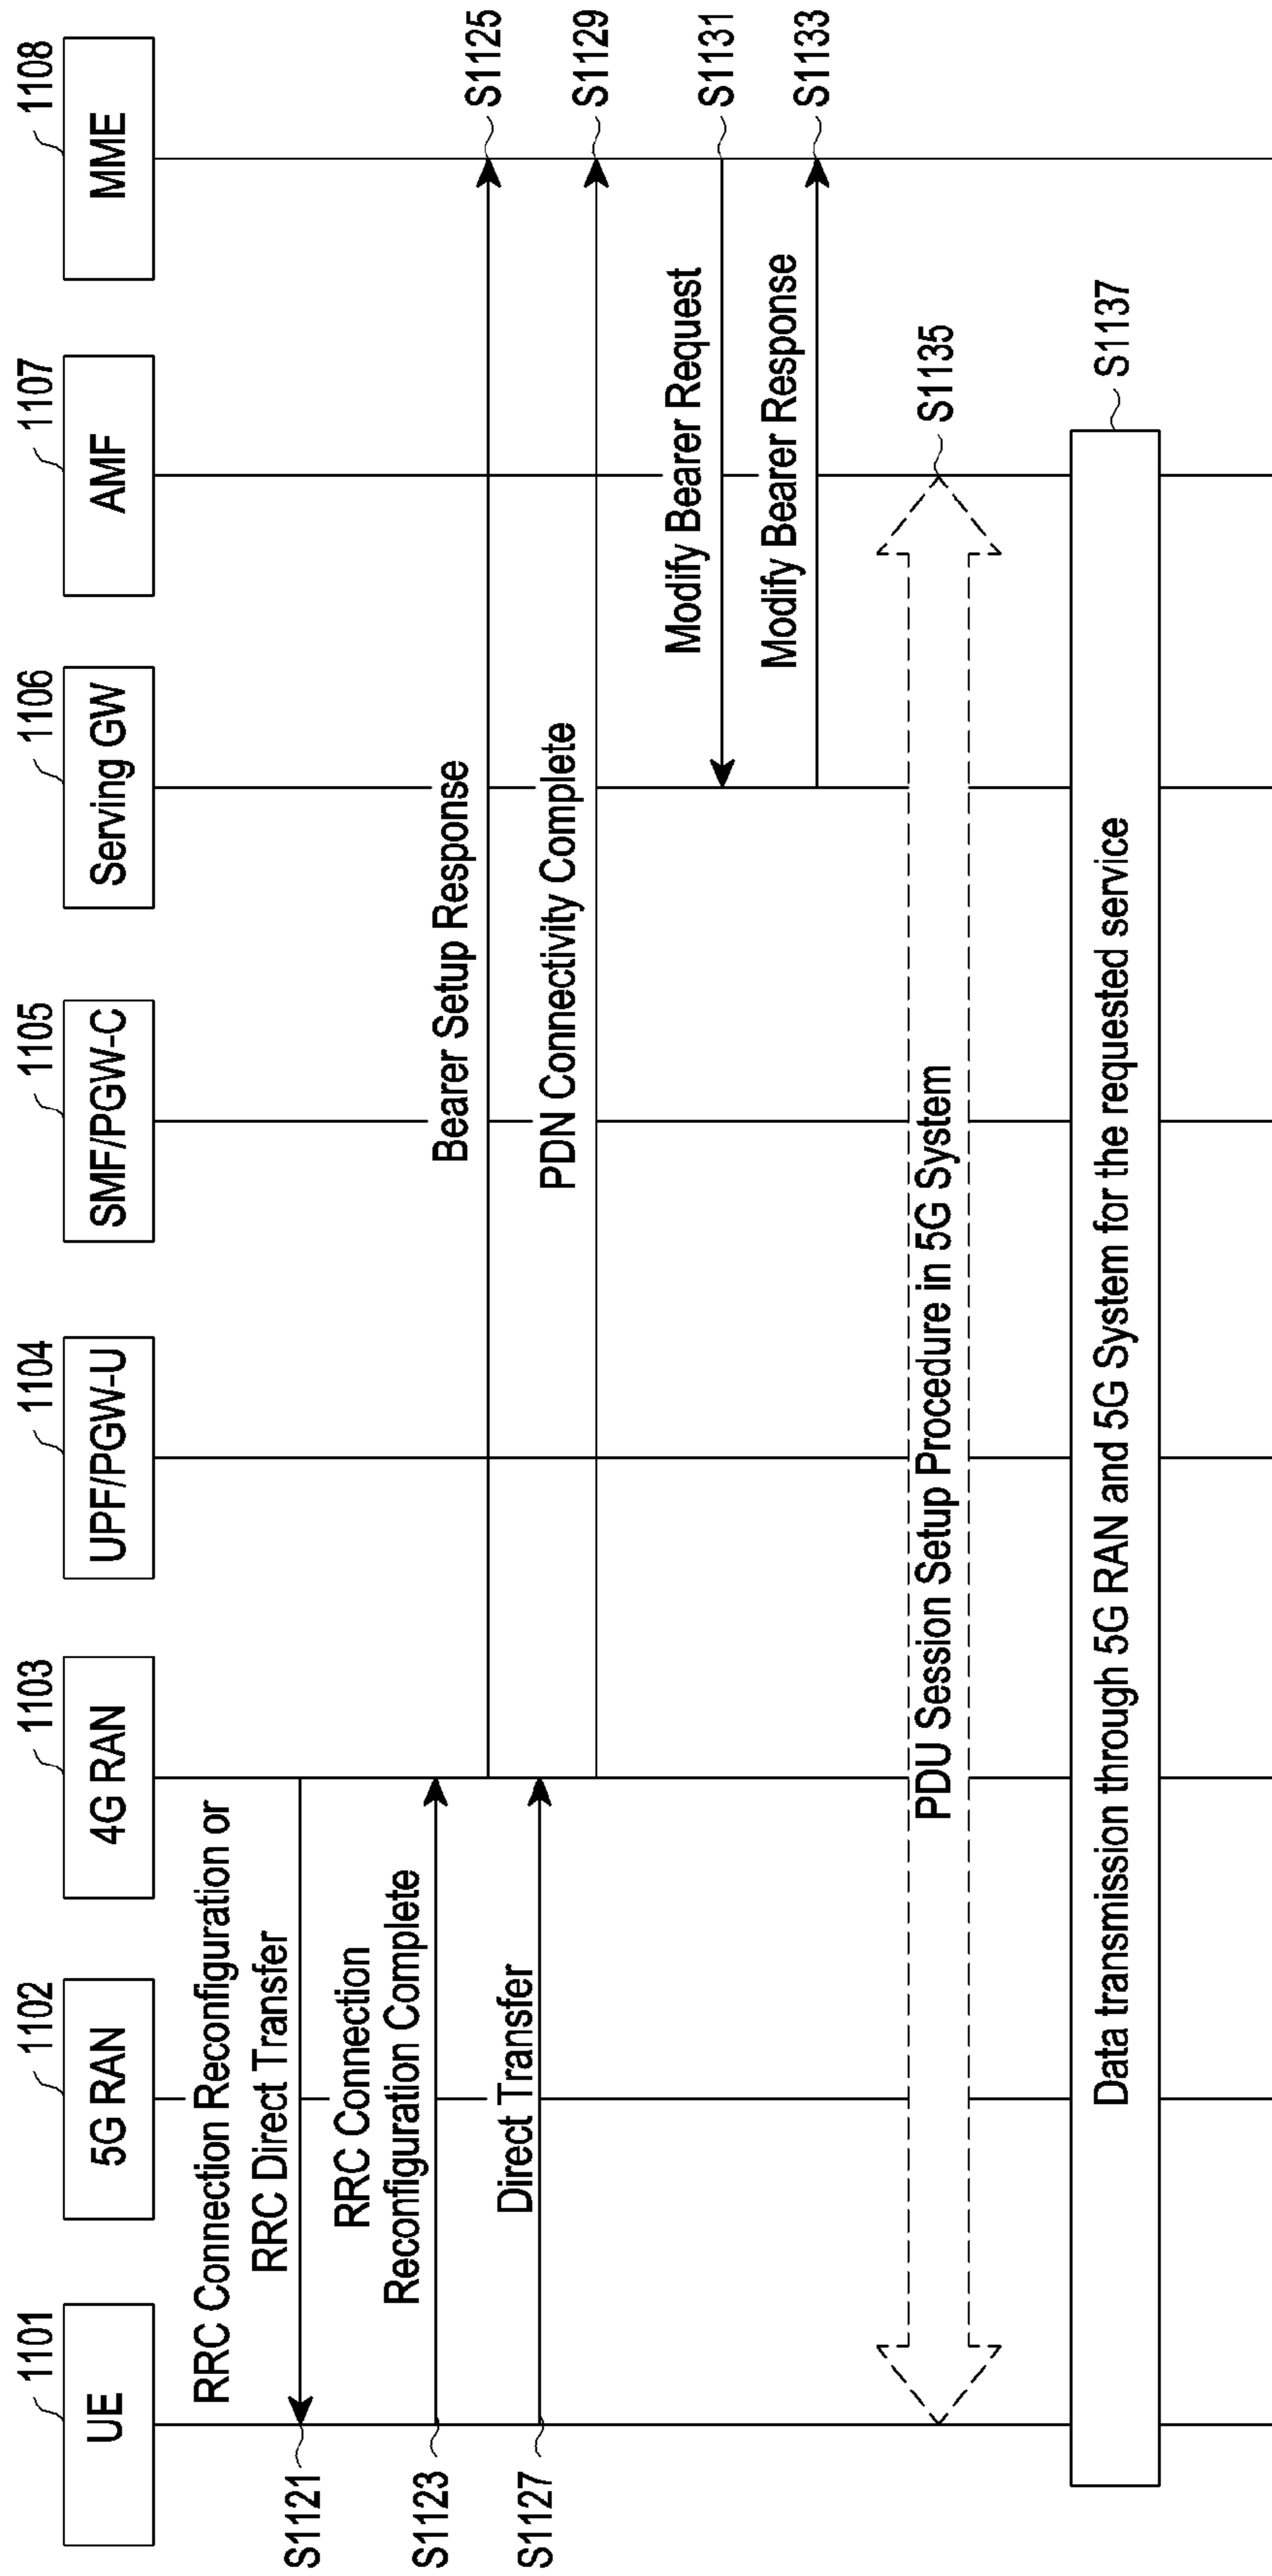 1101
1102
1103
1104
1105
1106
1107
1108
UE
5G RAN
4G RAN
UPF/PGW-U
SMF/PGW-C
Serving GW
AMF
MME
RRC Connection Reconfiguration or
RRC Direct Transfer
S1121
RRC Connection
Reconfiguration Complete
S1123
Bearer Setup Response
S1125
Direct Transfer
S1127
PDN Connectivity Complete
S1129
Modify Bearer Request
S1131
Modify Bearer Response
S1133
PDU Session Setup Procedure in 5G System
S1135
Data transmission through 5G RAN and 5G System for the requested service
S1137